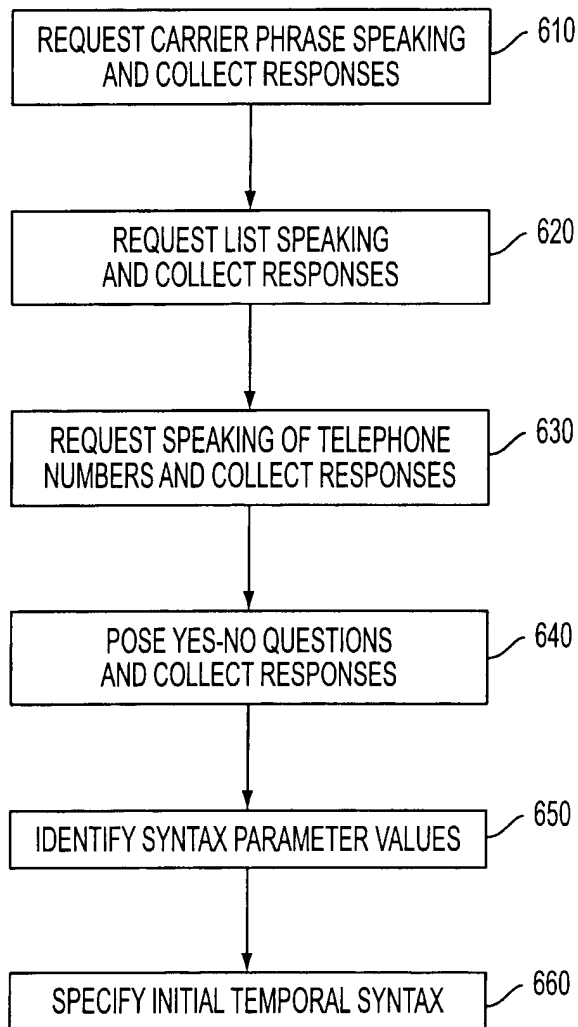 REQUEST CARRIER PHRASE SPEAKING
AND COLLECT RESPONSES
610
REQUEST LIST SPEAKING
AND COLLECT RESPONSES
620
REQUEST SPEAKING OF TELEPHONE
NUMBERS AND COLLECT RESPONSES
630
POSE YES-NO QUESTIONS
AND COLLECT RESPONSES
640
IDENTIFY SYNTAX PARAMETER VALUES
650
SPECIFY INITIAL TEMPORAL SYNTAX
660